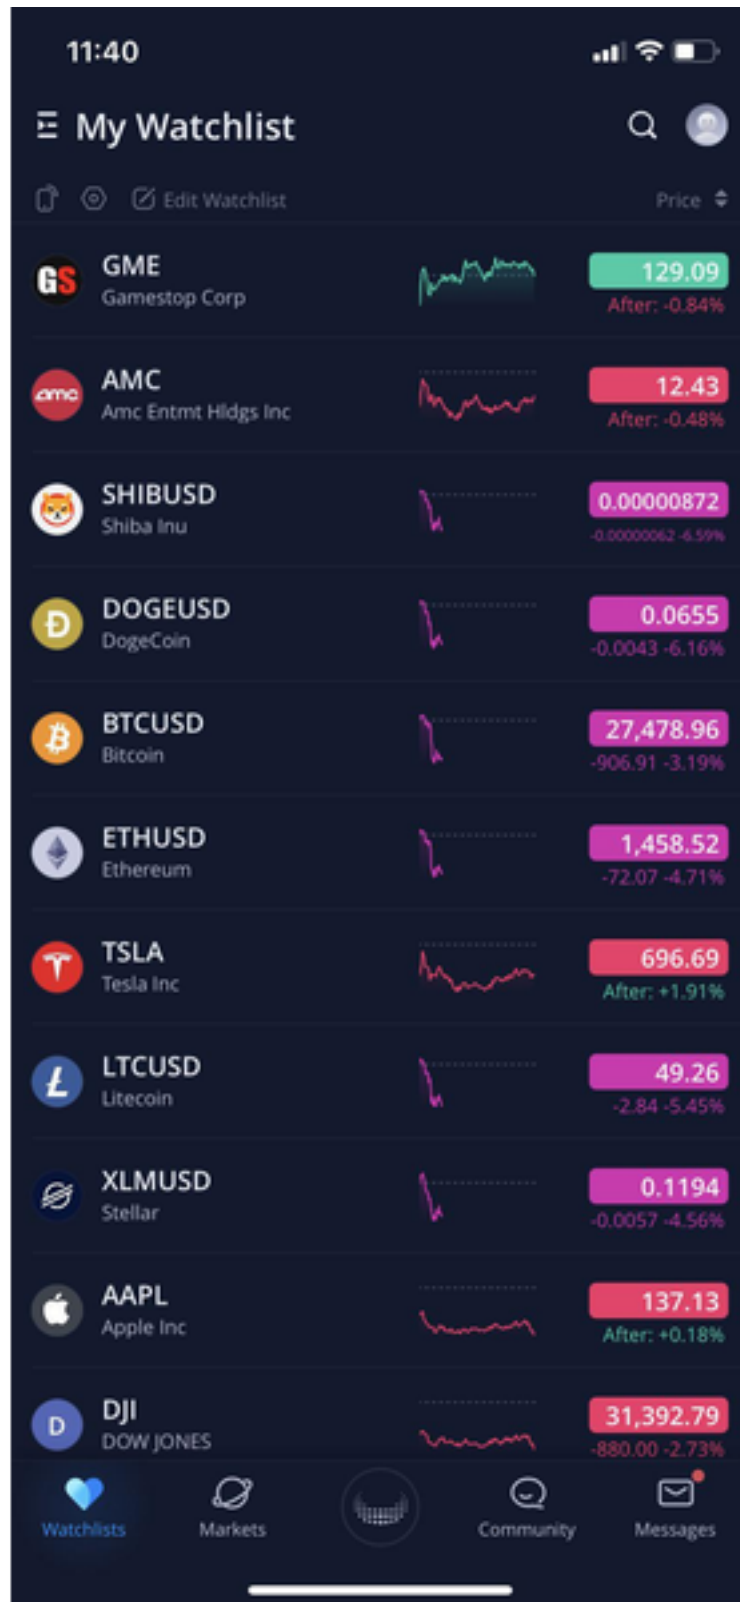 11:40
My Watchlist
Edit Watchlist Price
GS GME 129.09
Gamestop Corp After: -0.84%
amc AMC 12.43
Amc Entmt Hldgs Inc After: -0.48%
SHIBUSD 0.00000872
Shiba Inu -0.00000062 -6.59%
DOGEUSD 0.0655
DogeCoin -0.0043 -6.16%
BTCUSD 27,478.96
Bitcoin -906.91 -3.19%
ETHUSD 1,458.52
Ethereum -72.07 -4.71%
TSLA 696.69
Tesla Inc After: +1.91%
LTCUSD 49.26
Litecoin -2.84 -5.45%
XLMUSD 0.1194
Stellar -0.0057 -4.56%
AAPL 137.13
Apple Inc After: +0.18%
D DJI 31,392.79
DOW JONES -880.00 -2.73%
Watchlists Markets Community Messages